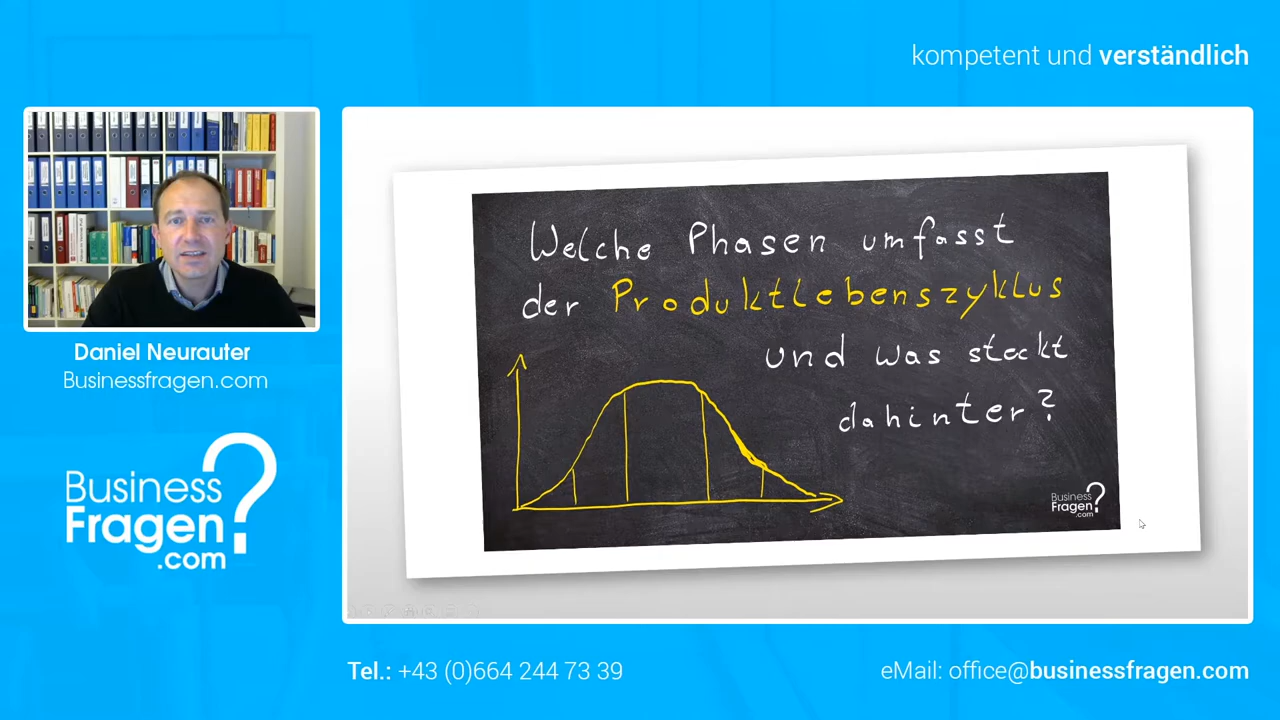 kompetent und verständlich
Welche Phasen umfasst
der Produktlebenszyklus
und was steckt
dahinter?
Business
Fragen
.com
Daniel Neurauter
Businessfragen.com
Business
Fragen
.com
Tel.: +43 (0)664 244 73 39
eMail: office@businessfragen.com